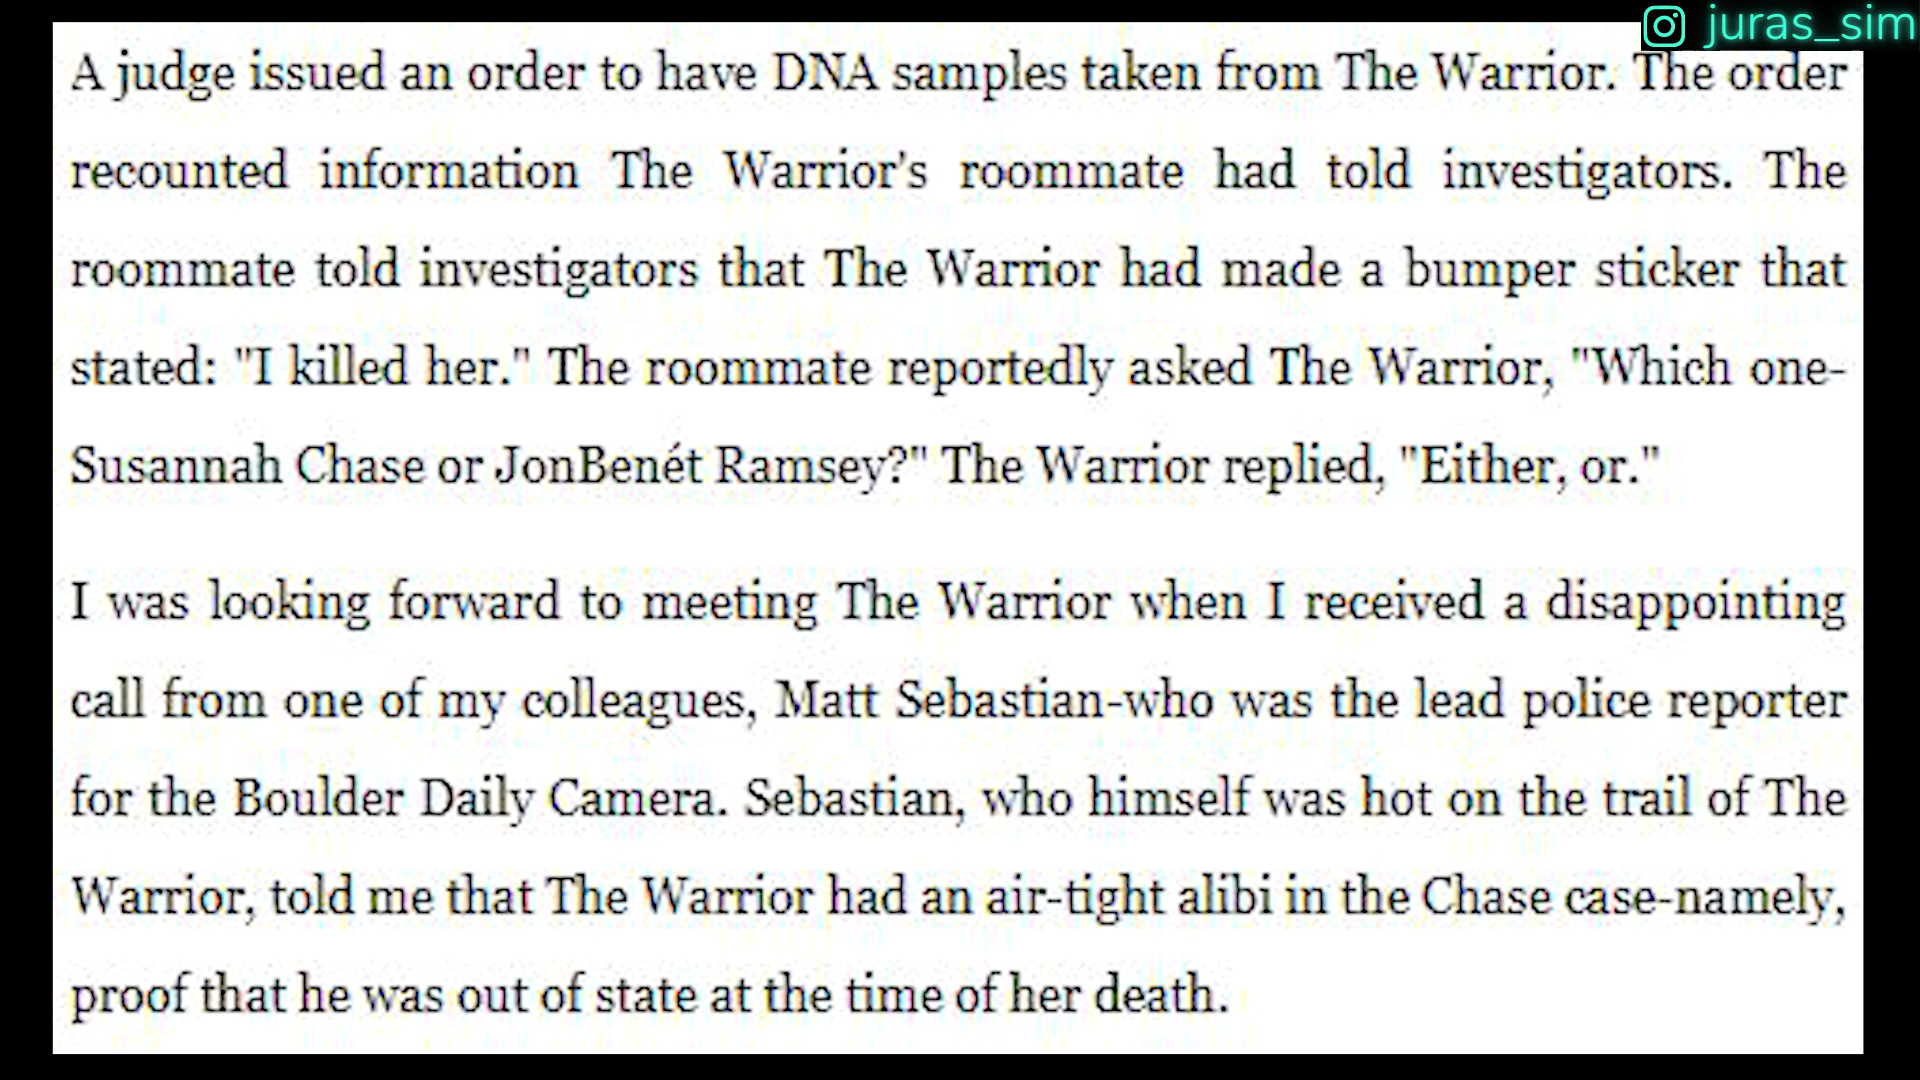 juras_sim
A judge issued an order to have DNA samples taken from The Warrior. The order
recounted information The Warrior's roommate had told investigators. The
roommate told investigators that The Warrior had made a bumper sticker that
stated: "I killed her." The roommate reportedly asked The Warrior, "Which one-
Susannah Chase or JonBenét Ramsey?" The Warrior replied, "Either, or."
I was looking forward to meeting The Warrior when I received a disappointing
call from one of my colleagues, Matt Sebastian-who was the lead police reporter
for the Boulder Daily Camera. Sebastian, who himself was hot on the trail of The
Warrior, told me that The Warrior had an air-tight alibi in the Chase case-namely,
proof that he was out of state at the time of her death.